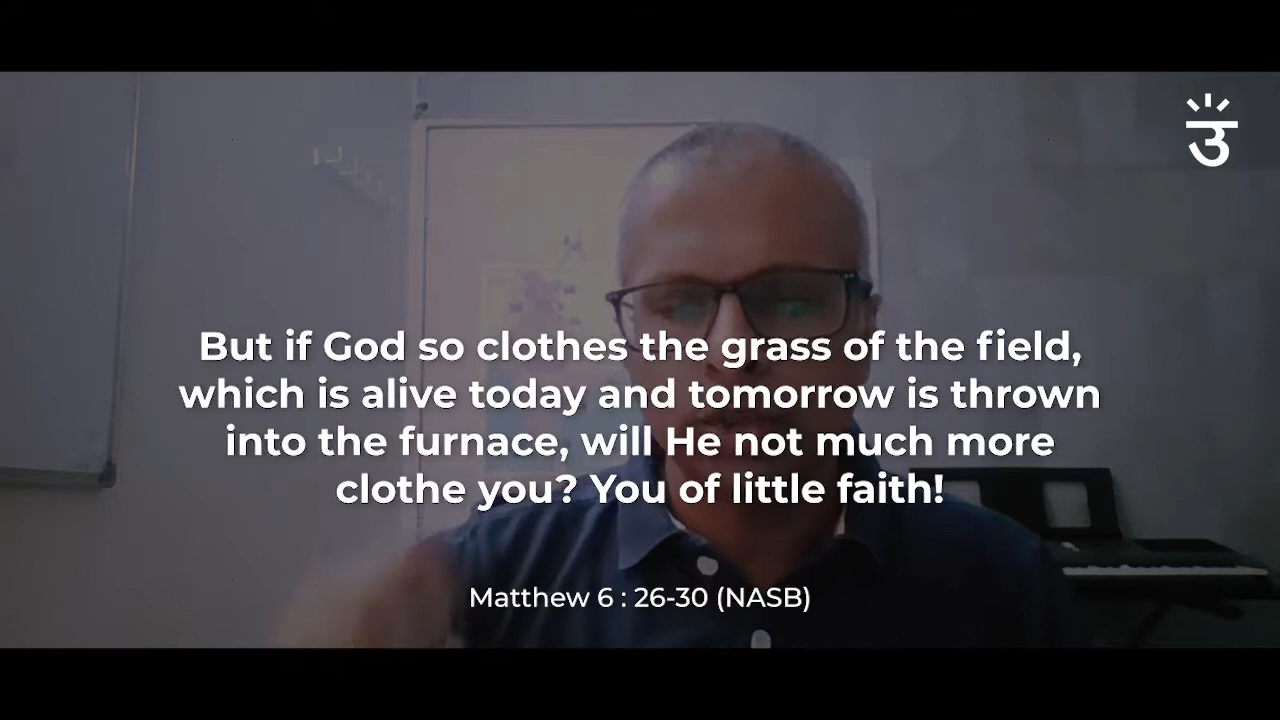 उ
But if God so clothes the grass of the field,
which is alive today and tomorrow is thrown
into the furnace, will He not much more
clothe you? You of little faith!
Matthew 6 : 26-30 (NASB)